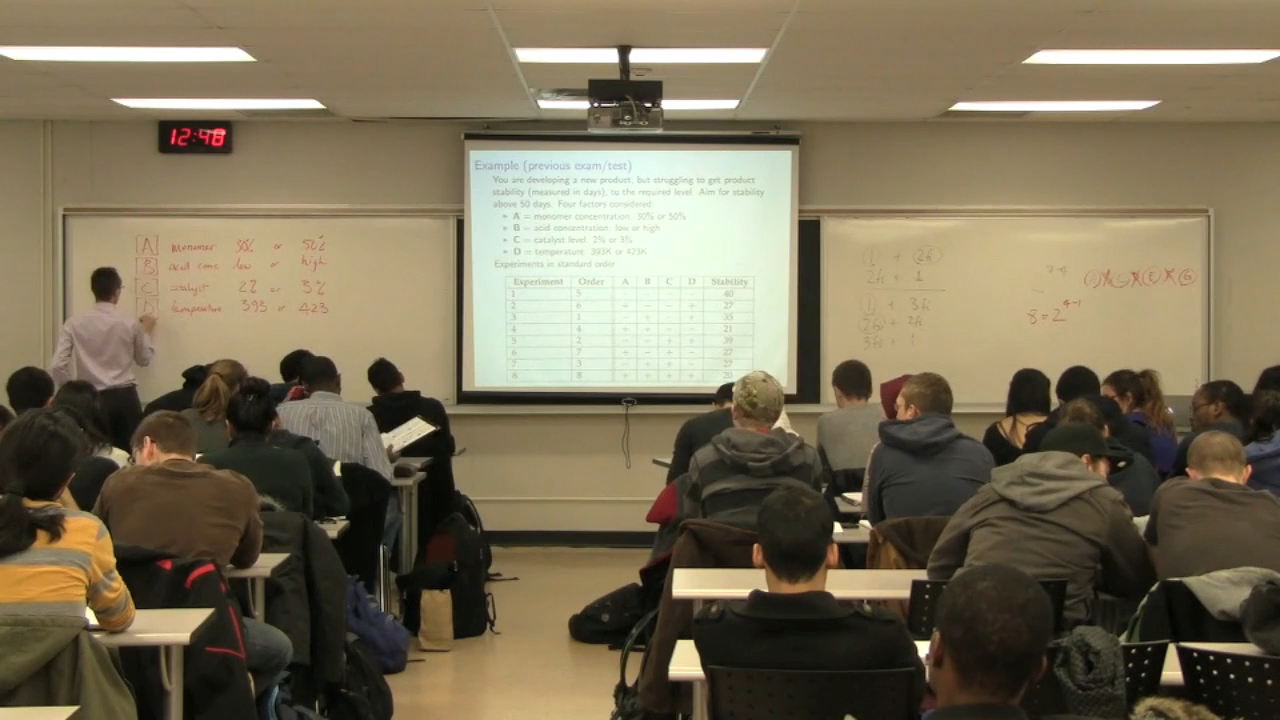 12:48
A monomer 30% or 50%
B acid conc low or high
C catalyst 2% or 3%
D temperature 393 or 423
Example (previous exam/test)
You are developing a new product, but struggling to get product
stability (measured in days), to the required level. Aim for stability
above 50 days. Four factors considered:
▸ A = monomer concentration: 30% or 50%
▸ B = acid concentration: low or high
▸ C = catalyst level: 2% or 3%
▸ D = temperature: 393K or 423K
Experiments in standard order
Experiment Order A B C D Stability
1 5 − − − − 40
2 6 + − − + 27
3 1 − + − + 35
4 4 + + − − 21
5 2 − − + + 39
6 7 + − + − 27
7 3 − + + − 27
8 8 + + + + 20
8 = 2^4-1